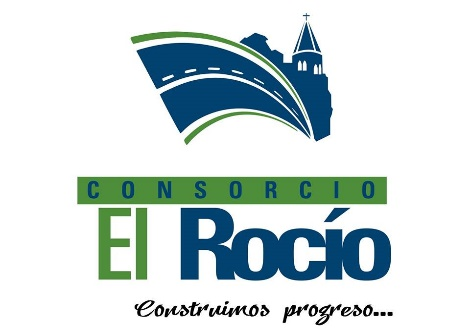 CONSORCIO
El Rocío
Construimos progreso...